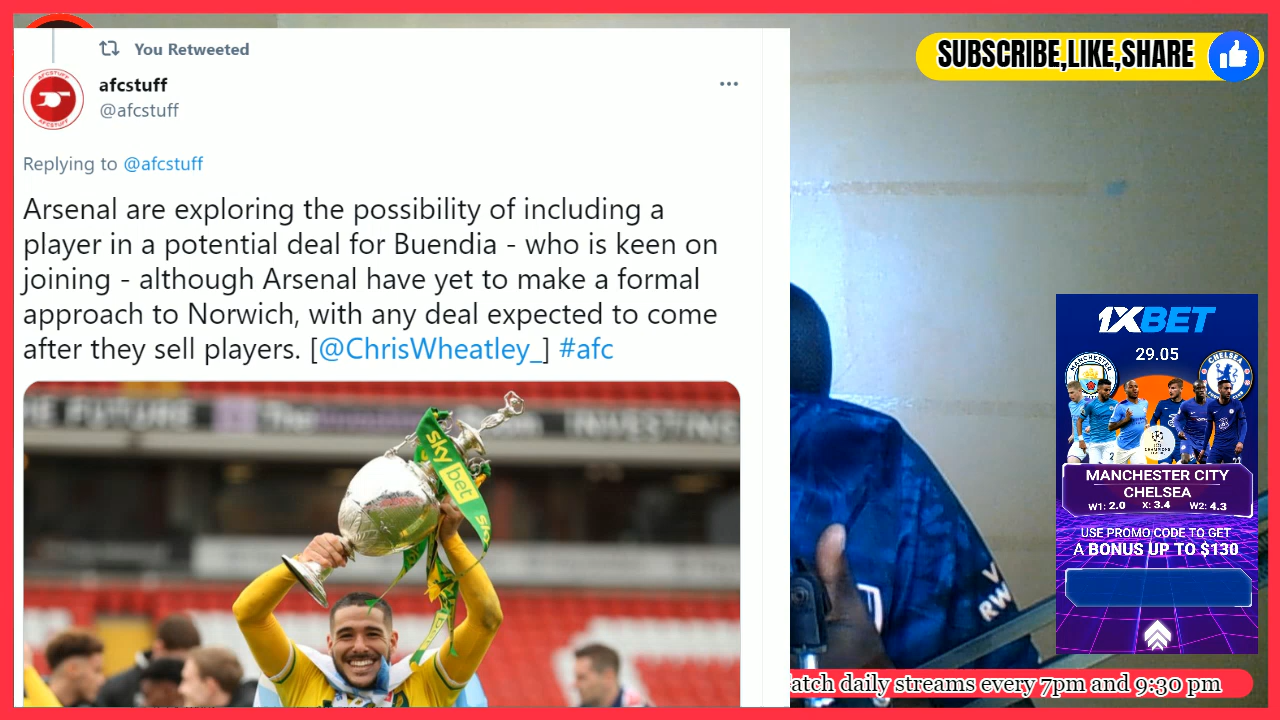 You Retweeted
afcstuff
@afcstuff
Replying to @afcstuff
Arsenal are exploring the possibility of including a
player in a potential deal for Buendia - who is keen on
joining - although Arsenal have yet to make a formal
approach to Norwich, with any deal expected to come
after they sell players. [@ChrisWheatley_] #afc
THE FUTURE
The
INVESTING
sky bet
SUBSCRIBE,LIKE,SHARE
1XBET
29.05
MANCHESTER CITY
CHELSEA
W1: 2.0 X: 3.4 W2: 4.3
USE PROMO CODE TO GET
A BONUS UP TO $130
daily streams every 7pm and 9:30 pm